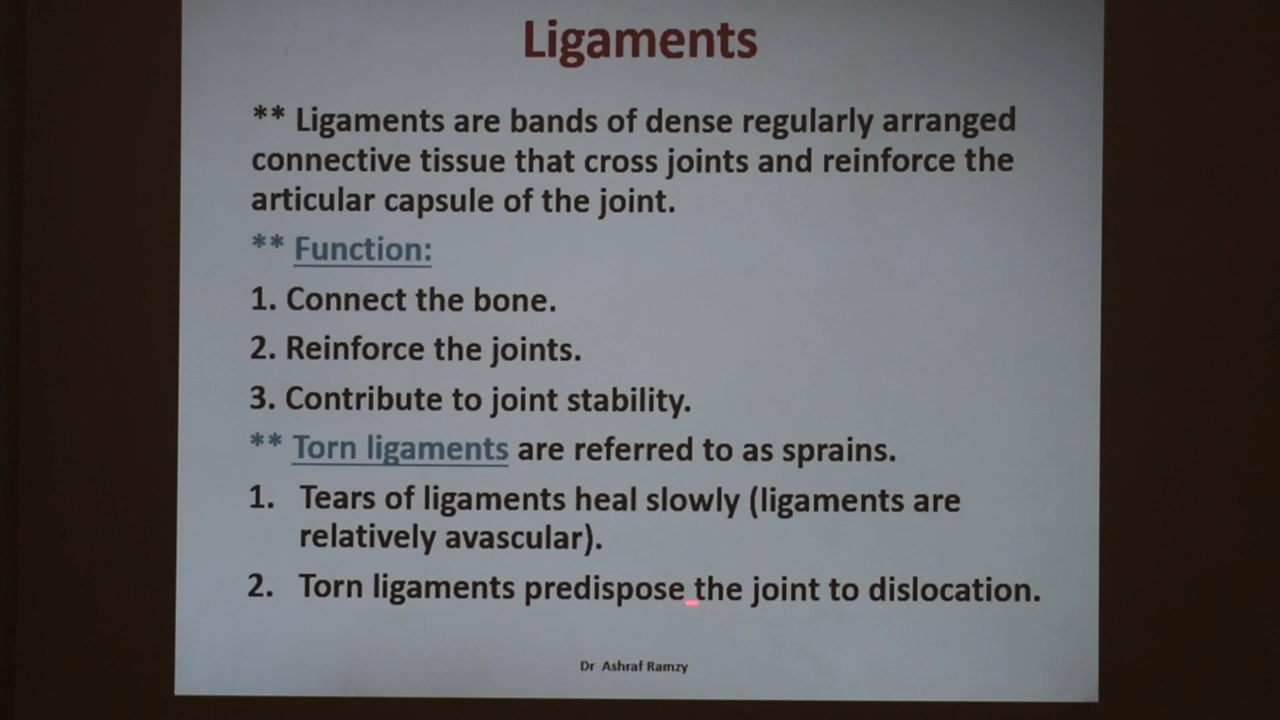 Ligaments
** Ligaments are bands of dense regularly arranged
connective tissue that cross joints and reinforce the
articular capsule of the joint.
** Function:
1. Connect the bone.
2. Reinforce the joints.
3. Contribute to joint stability.
** Torn ligaments are referred to as sprains.
1. Tears of ligaments heal slowly (ligaments are
relatively avascular).
2. Torn ligaments predispose the joint to dislocation.
Dr Ashraf Ramzy